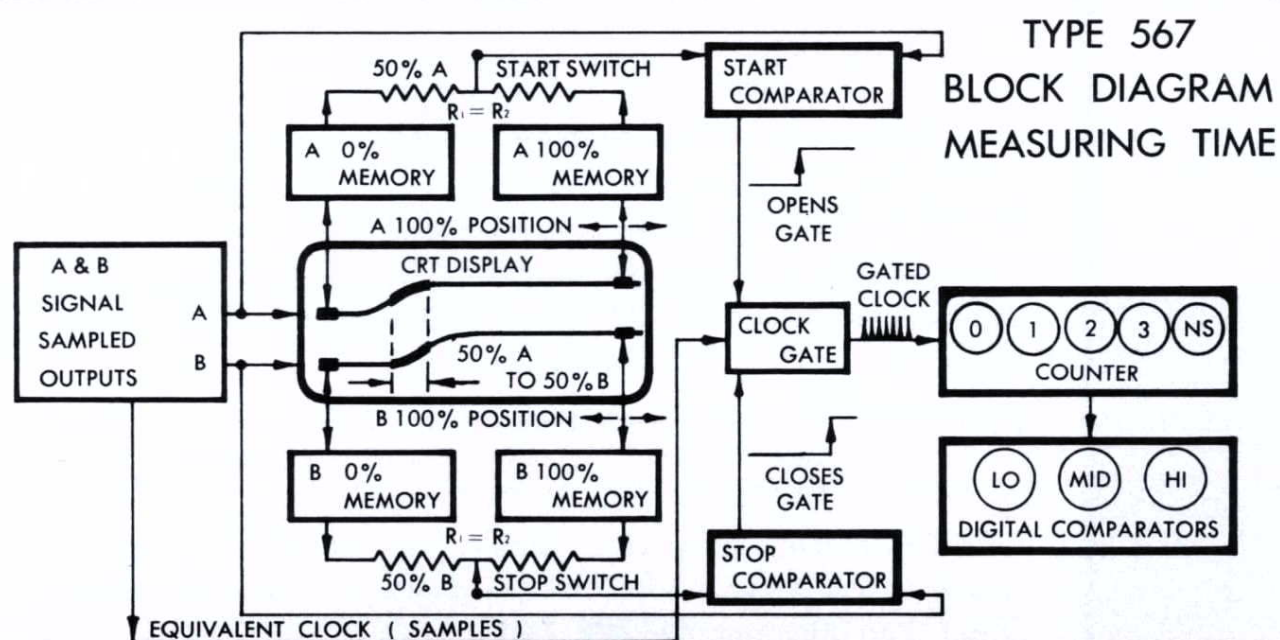 TYPE 567
BLOCK DIAGRAM
MEASURING TIME
50% A
START SWITCH
R₁ = R₂
START
COMPARATOR
A 0%
MEMORY
A 100%
MEMORY
OPENS
GATE
A 100% POSITION
A & B
SIGNAL
SAMPLED
OUTPUTS
A
B
CRT DISPLAY
50% A
TO 50% B
GATED
CLOCK
CLOCK
GATE
0 1 2 3 NS
COUNTER
B 100% POSITION
B 0%
MEMORY
B 100%
MEMORY
CLOSES
GATE
LO MID HI
DIGITAL COMPARATORS
R₁ = R₂
50% B
STOP SWITCH
STOP
COMPARATOR
EQUIVALENT CLOCK ( SAMPLES )